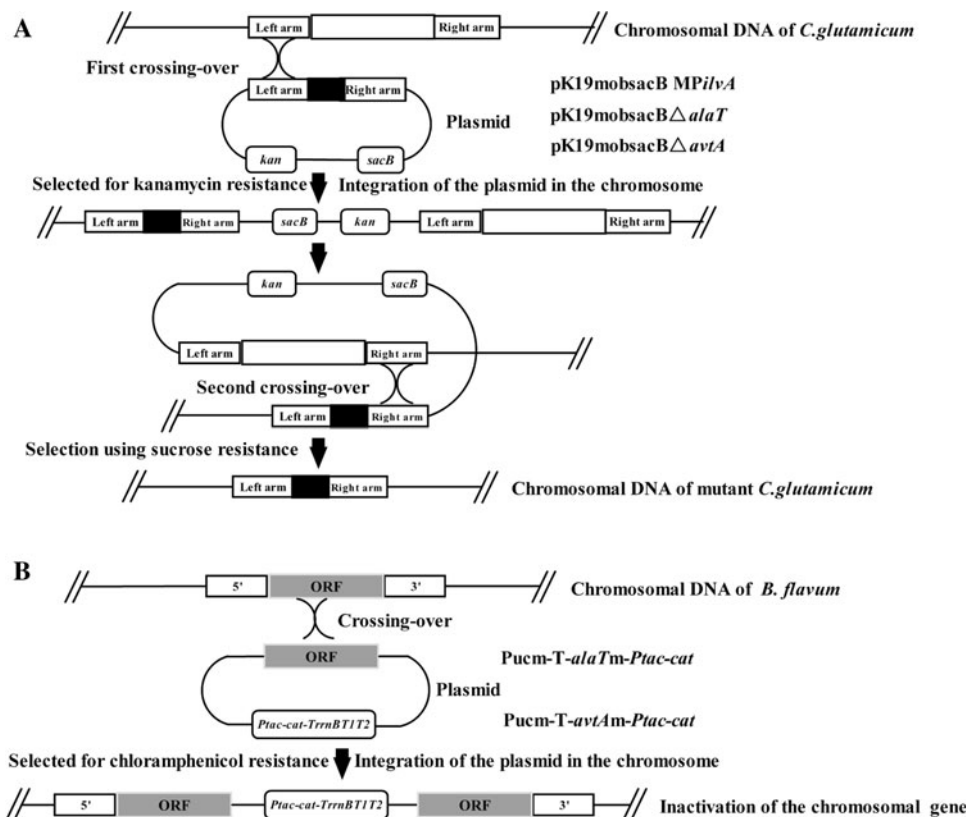 A
Left arm Right arm Chromosomal DNA of C.glutamicum
First crossing-over
Left arm Right arm pK19mobsacB MPilvA
Plasmid pK19mobsacB△alaT
kan sacB pK19mobsacB△avtA
Selected for kanamycin resistance Integration of the plasmid in the chromosome
Left arm Right arm sacB kan Left arm Right arm
kan sacB
Left arm Right arm
Second crossing-over
Left arm Right arm
Selection using sucrose resistance
Left arm Right arm Chromosomal DNA of mutant C.glutamicum
B
5' ORF 3' Chromosomal DNA of B. flavum
Crossing-over
ORF Pucm-T-alaTm-Ptac-cat
Plasmid
Ptac-cat-TrrnBT1T2 Pucm-T-avtAm-Ptac-cat
Selected for chloramphenicol resistance Integration of the plasmid in the chromosome
5' ORF Ptac-cat-TrrnBT1T2 ORF 3' Inactivation of the chromosomal gene